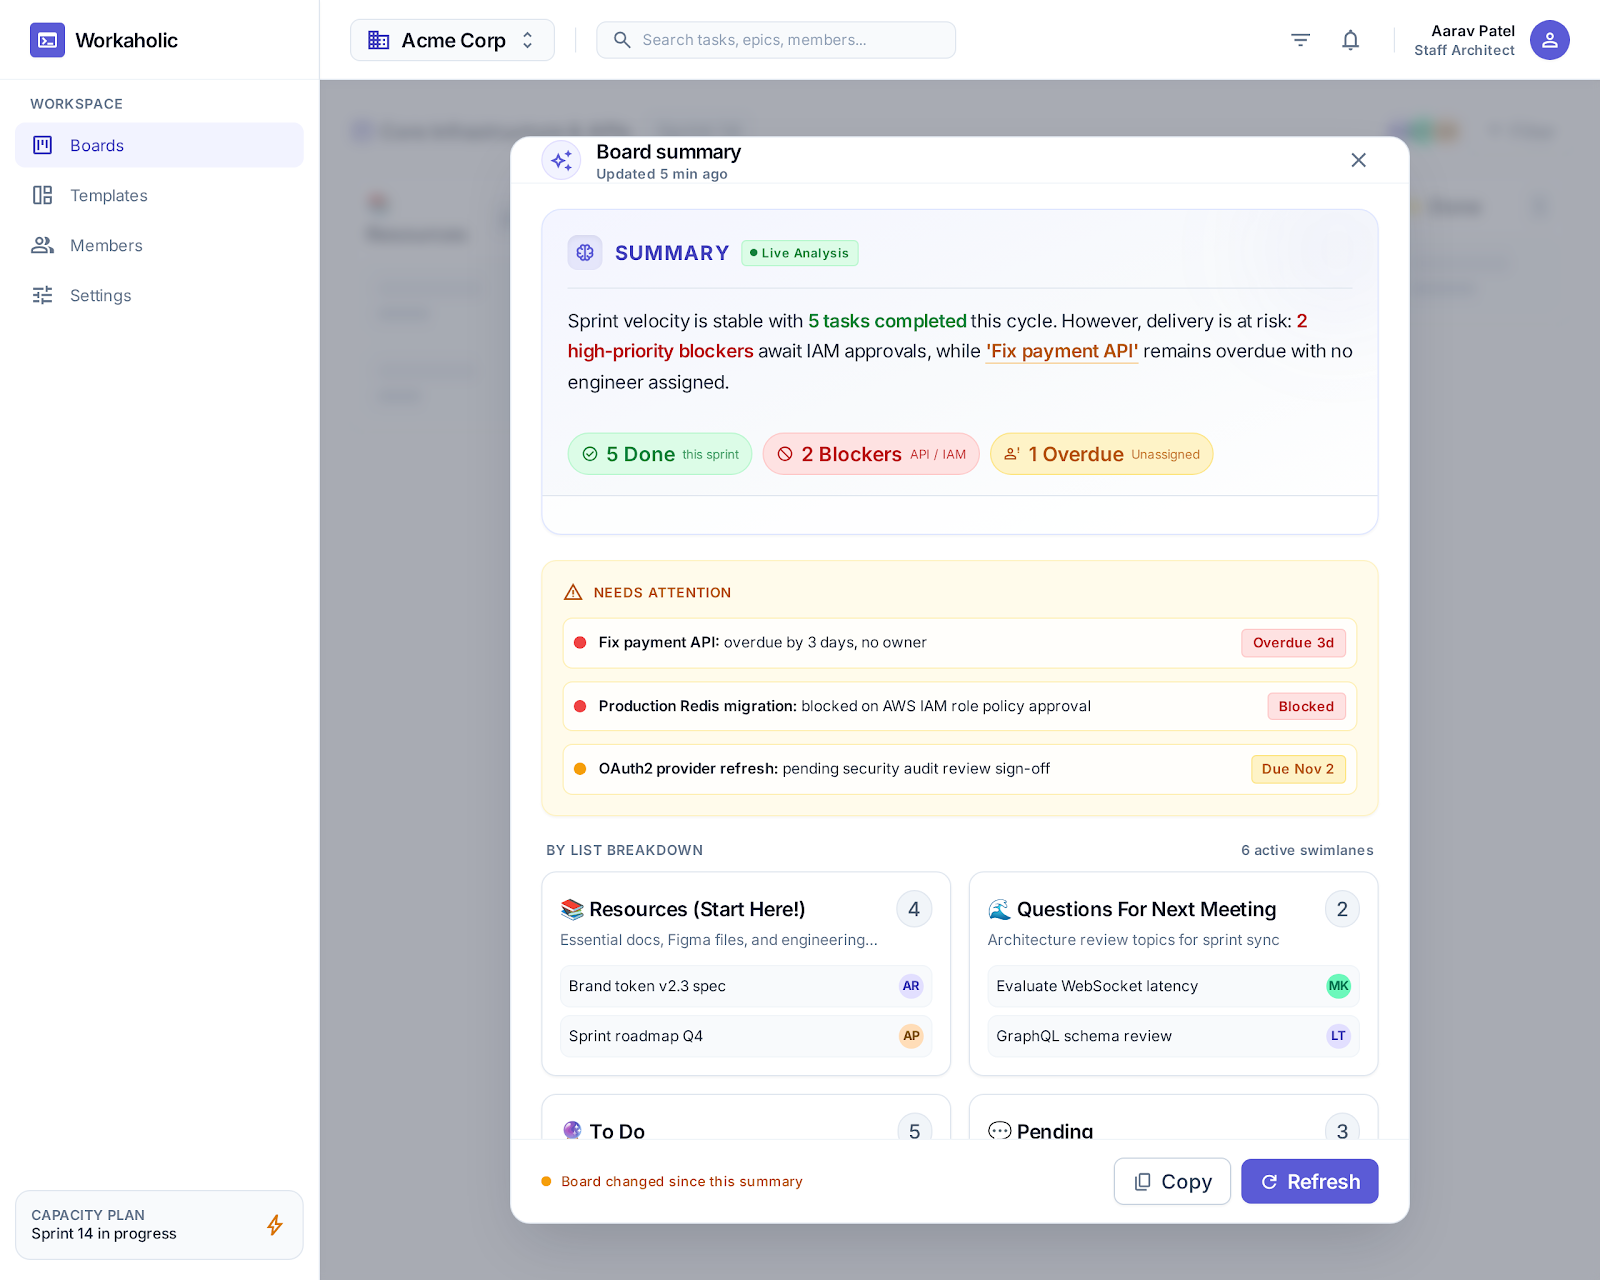 Workaholic
Acme Corp
Search tasks, epics, members...
Aarav Patel
Staff Architect
WORKSPACE
Boards
Templates
Members
Settings
CAPACITY PLAN
Sprint 14 in progress
Board summary
Updated 5 min ago
SUMMARY
Live Analysis
Sprint velocity is stable with 5 tasks completed this cycle. However, delivery is at risk: 2
high-priority blockers await IAM approvals, while 'Fix payment API' remains overdue with no
engineer assigned.
5 Done this sprint
2 Blockers API / IAM
1 Overdue Unassigned
NEEDS ATTENTION
Fix payment API: overdue by 3 days, no owner
Overdue 3d
Production Redis migration: blocked on AWS IAM role policy approval
Blocked
OAuth2 provider refresh: pending security audit review sign-off
Due Nov 2
BY LIST BREAKDOWN
6 active swimlanes
📚 Resources (Start Here!)
4
Essential docs, Figma files, and engineering...
Brand token v2.3 spec
AR
Sprint roadmap Q4
AP
🌊 Questions For Next Meeting
2
Architecture review topics for sprint sync
Evaluate WebSocket latency
MK
GraphQL schema review
LT
🔮 To Do
5
💬 Pending
3
Board changed since this summary
Copy
Refresh